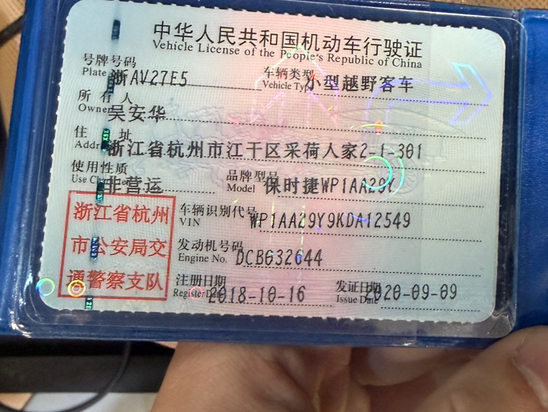 中华人民共和国机动车行驶证
Vehicle License of the People's Republic of China
号牌号码 浙AV27E5 车辆类型 小型越野客车
Plate Vehicle Type
所有人 吴安华
Owner
住址 浙江省杭州市江干区采荷人家2-1-301
Address
使用性质 非营运 品牌型号 保时捷WP1AA29Y
Use Character Model
浙江省杭州
市公安局交
通警察支队
车辆识别代号 WP1AA29Y9KDA12549
VIN
发动机号码 DCB632644
Engine No.
注册日期 2018-10-16 发证日期 2020-09-09
Register Date Issue Date